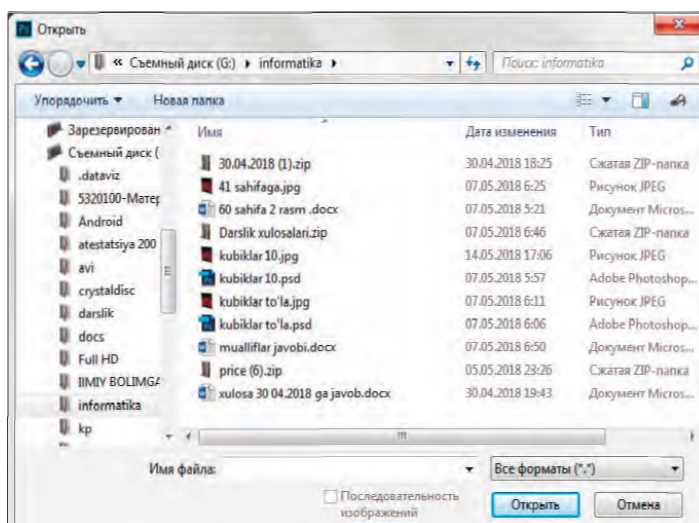 Открыть
« Съемный диск (G:) ▸ informatika ▸ Поиск: informatika
Упорядочить ▼ Новая папка
Зарезервирован
Съемный диск (
.dataviz
5320100-Матер
Android
atestatsiya 200
avi
crystaldisc
darslik
docs
Full HD
IIMIY BOLIMGA
informatika
kp
Имя Дата изменения Тип
30.04.2018 (1).zip 30.04.2018 18:25 Сжатая ZIP-папка
41 sahifaga.jpg 07.05.2018 6:25 Рисунок JPEG
60 sahifa 2 rasm .docx 07.05.2018 5:21 Документ Micros...
Darslik xulosalari.zip 07.05.2018 6:46 Сжатая ZIP-папка
kubiklar 10.jpg 14.05.2018 17:06 Рисунок JPEG
kubiklar 10.psd 07.05.2018 5:57 Adobe Photoshop...
kubiklar to'la.jpg 07.05.2018 6:11 Рисунок JPEG
kubiklar to'la.psd 07.05.2018 6:06 Adobe Photoshop...
mualliflar javobi.docx 07.05.2018 6:50 Документ Micros...
price (6).zip 05.05.2018 23:26 Сжатая ZIP-папка
xulosa 30 04.2018 ga javob.docx 30.04.2018 19:43 Документ Micros...
Имя файла: Все форматы (*.*)
Последовательность
изображений
Открыть Отмена